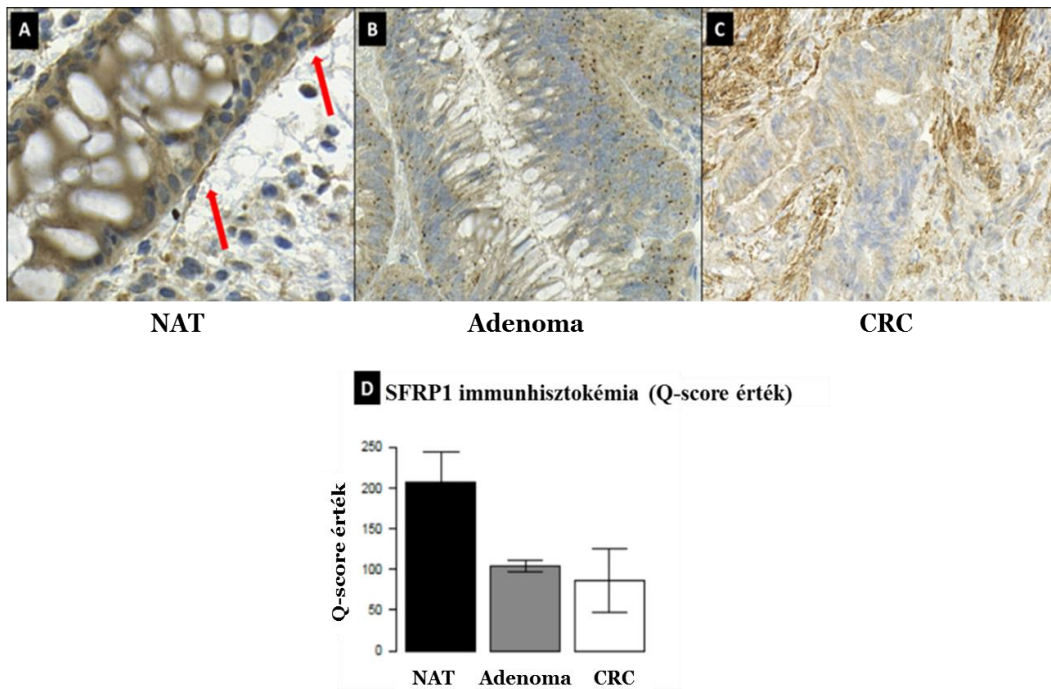 A
B
C
NAT
Adenoma
CRC
D SFRP1 immunhisztokémia (Q-score érték)
Q-score érték
250
200
150
100
50
0
NAT
Adenoma
CRC